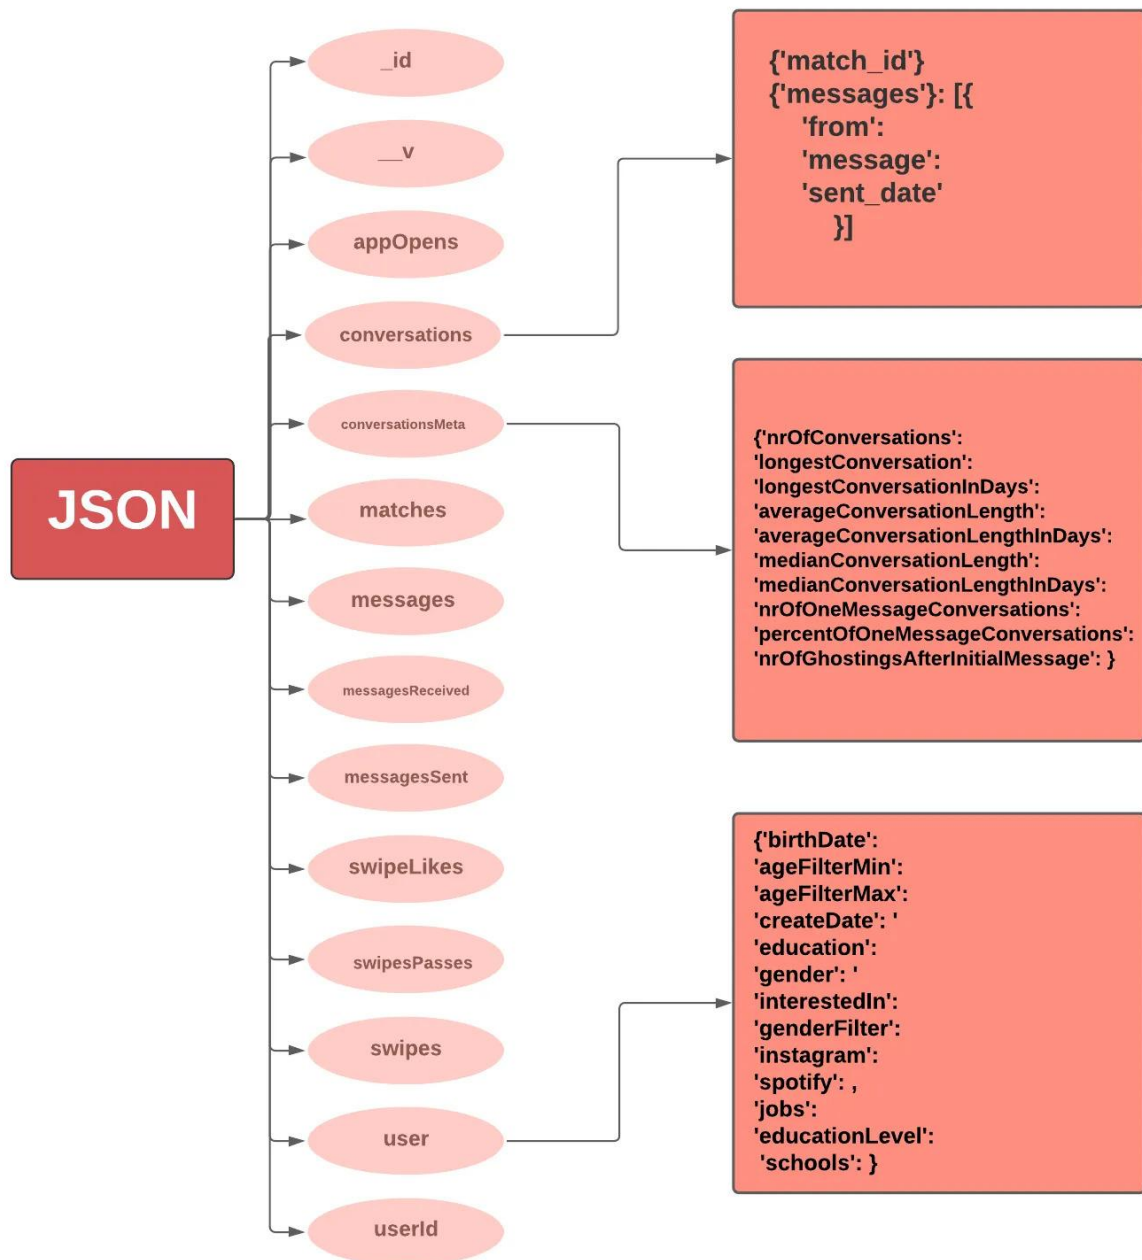 JSON
_id
__v
appOpens
conversations
conversationsMeta
matches
messages
messagesReceived
messagesSent
swipeLikes
swipesPasses
swipes
user
userId
{'match_id'}
{'messages'}: [{
'from':
'message':
'sent_date'
}]
{'nrOfConversations':
'longestConversation':
'longestConversationInDays':
'averageConversationLength':
'averageConversationLengthInDays':
'medianConversationLength':
'medianConversationLengthInDays':
'nrOfOneMessageConversations':
'percentOfOneMessageConversations':
'nrOfGhostingsAfterInitialMessage': }
{'birthDate':
'ageFilterMin':
'ageFilterMax':
'createDate': '
'education':
'gender': '
'interestedIn':
'genderFilter':
'instagram':
'spotify': ,
'jobs':
'educationLevel':
'schools': }